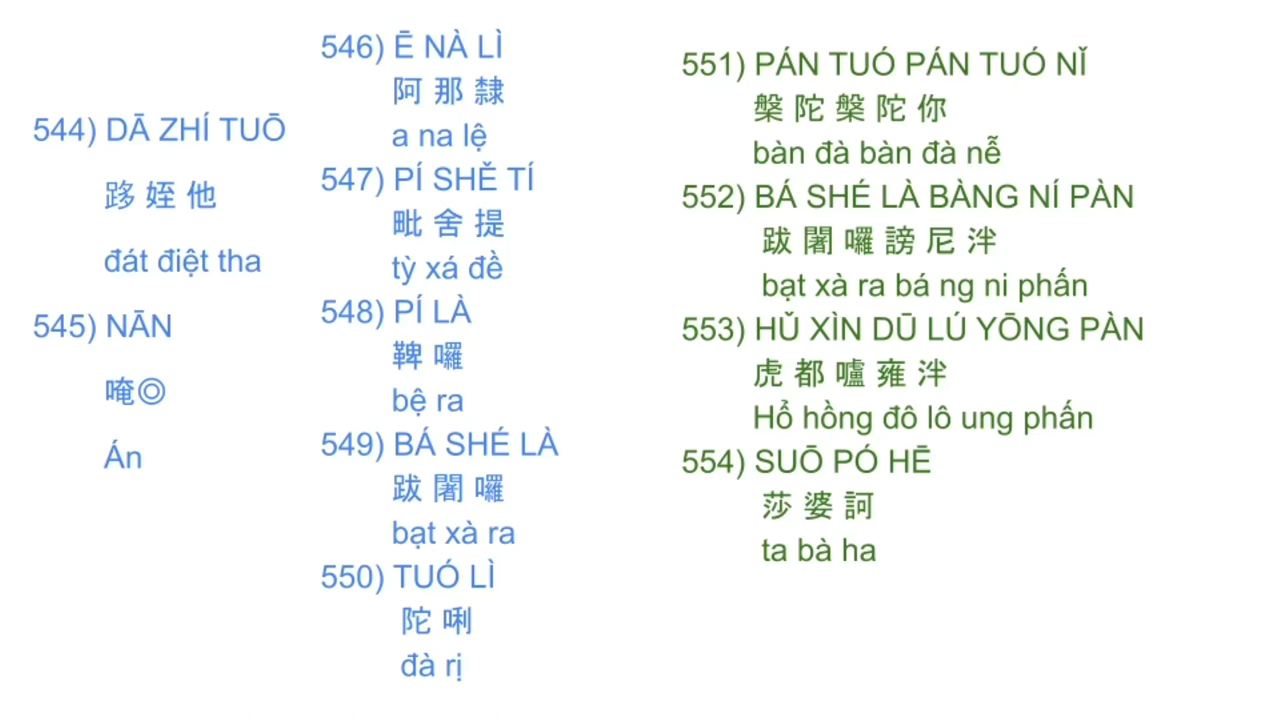 544) DĀ ZHÍ TUŌ
跢 姪 他
đát điệt tha
545) NĀN
唵◎
Án
546) Ē NÀ LÌ
阿 那 隸
a na lệ
547) PÍ SHĚ TÍ
毗 舍 提
tỳ xá đề
548) PÍ LÀ
鞞 囉
bệ ra
549) BÁ SHÉ LÀ
跋 闍 囉
bạt xà ra
550) TUÓ LÌ
陀 唎
đà rị
551) PÁN TUÓ PÁN TUÓ NǏ
槃 陀 槃 陀 你
bàn đà bàn đà nễ
552) BÁ SHÉ LÀ BÀNG NÍ PÀN
跋 闍 囉 謗 尼 泮
bạt xà ra bá ng ni phấn
553) HǓ XÌN DŪ LÚ YŌNG PÀN
虎 都 嚧 雍 泮
Hổ hồng đô lô ung phấn
554) SUŌ PÓ HĒ
莎 婆 訶
ta bà ha